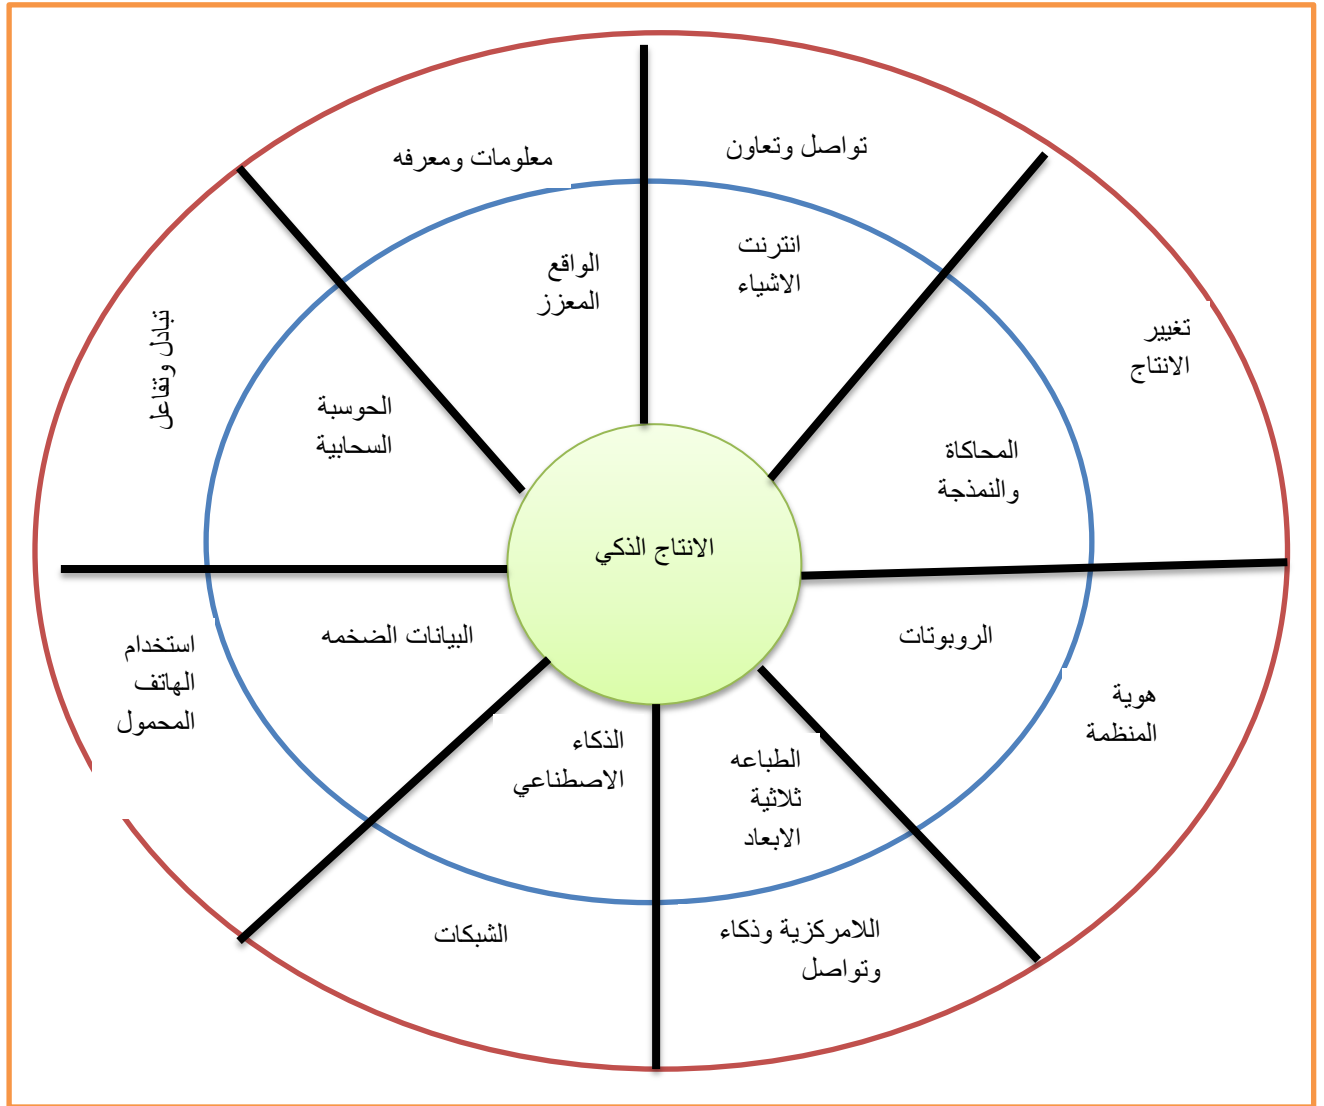 تواصل وتعاون
معلومات ومعرفه
انترنت
الاشياء
الواقع
المعزز
تغيير
الانتاج
تبادل وتفاعل
الحوسبة
السحابية
المحاكاة
والنمذجة
الانتاج الذكي
الروبوتات
البيانات الضخمه
استخدام
الهاتف
المحمول
هوية
المنظمة
الذكاء
الاصطناعي
الطباعه
ثلاثية
الابعاد
اللامركزية وذكاء
وتواصل
الشبكات